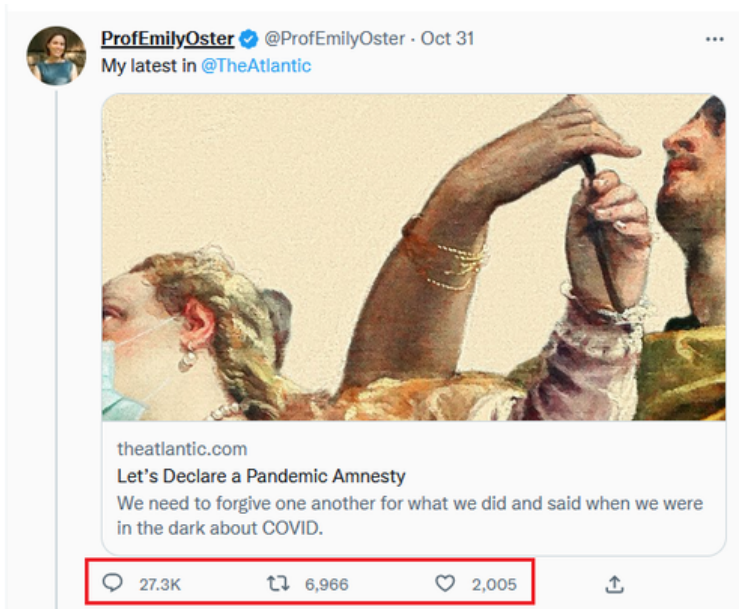 ProfEmilyOster @ProfEmilyOster · Oct 31
My latest in @TheAtlantic
theatlantic.com
Let's Declare a Pandemic Amnesty
We need to forgive one another for what we did and said when we were
in the dark about COVID.
27.3K 6,966 2,005